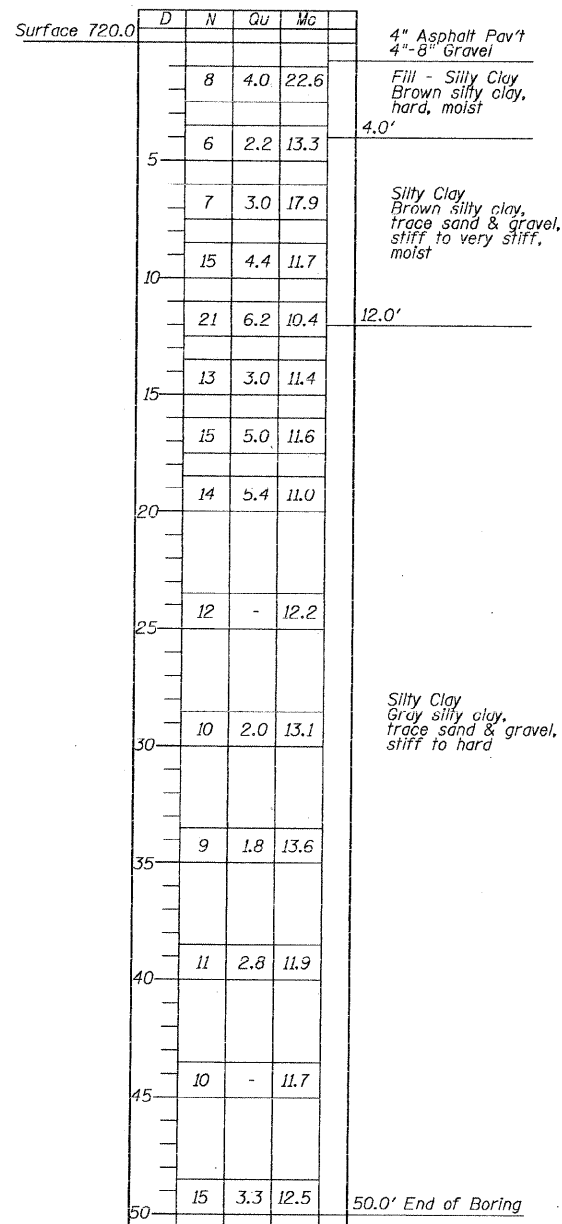 D N Qu Mc
Surface 720.0
4" Asphalt Pav't
4"-8" Gravel
8 4.0 22.6
Fill - Silty Clay
Brown silty clay,
hard, moist
4.0'
6 2.2 13.3
5
7 3.0 17.9
Silty Clay
Brown silty clay,
trace sand & gravel,
stiff to very stiff,
moist
15 4.4 11.7
10
21 6.2 10.4
12.0'
13 3.0 11.4
15
15 5.0 11.6
14 5.4 11.0
20
12 - 12.2
25
Silty Clay
Gray silty clay,
trace sand & gravel,
stiff to hard
10 2.0 13.1
30
9 1.8 13.6
35
11 2.8 11.9
40
10 - 11.7
45
15 3.3 12.5
50.0' End of Boring
50